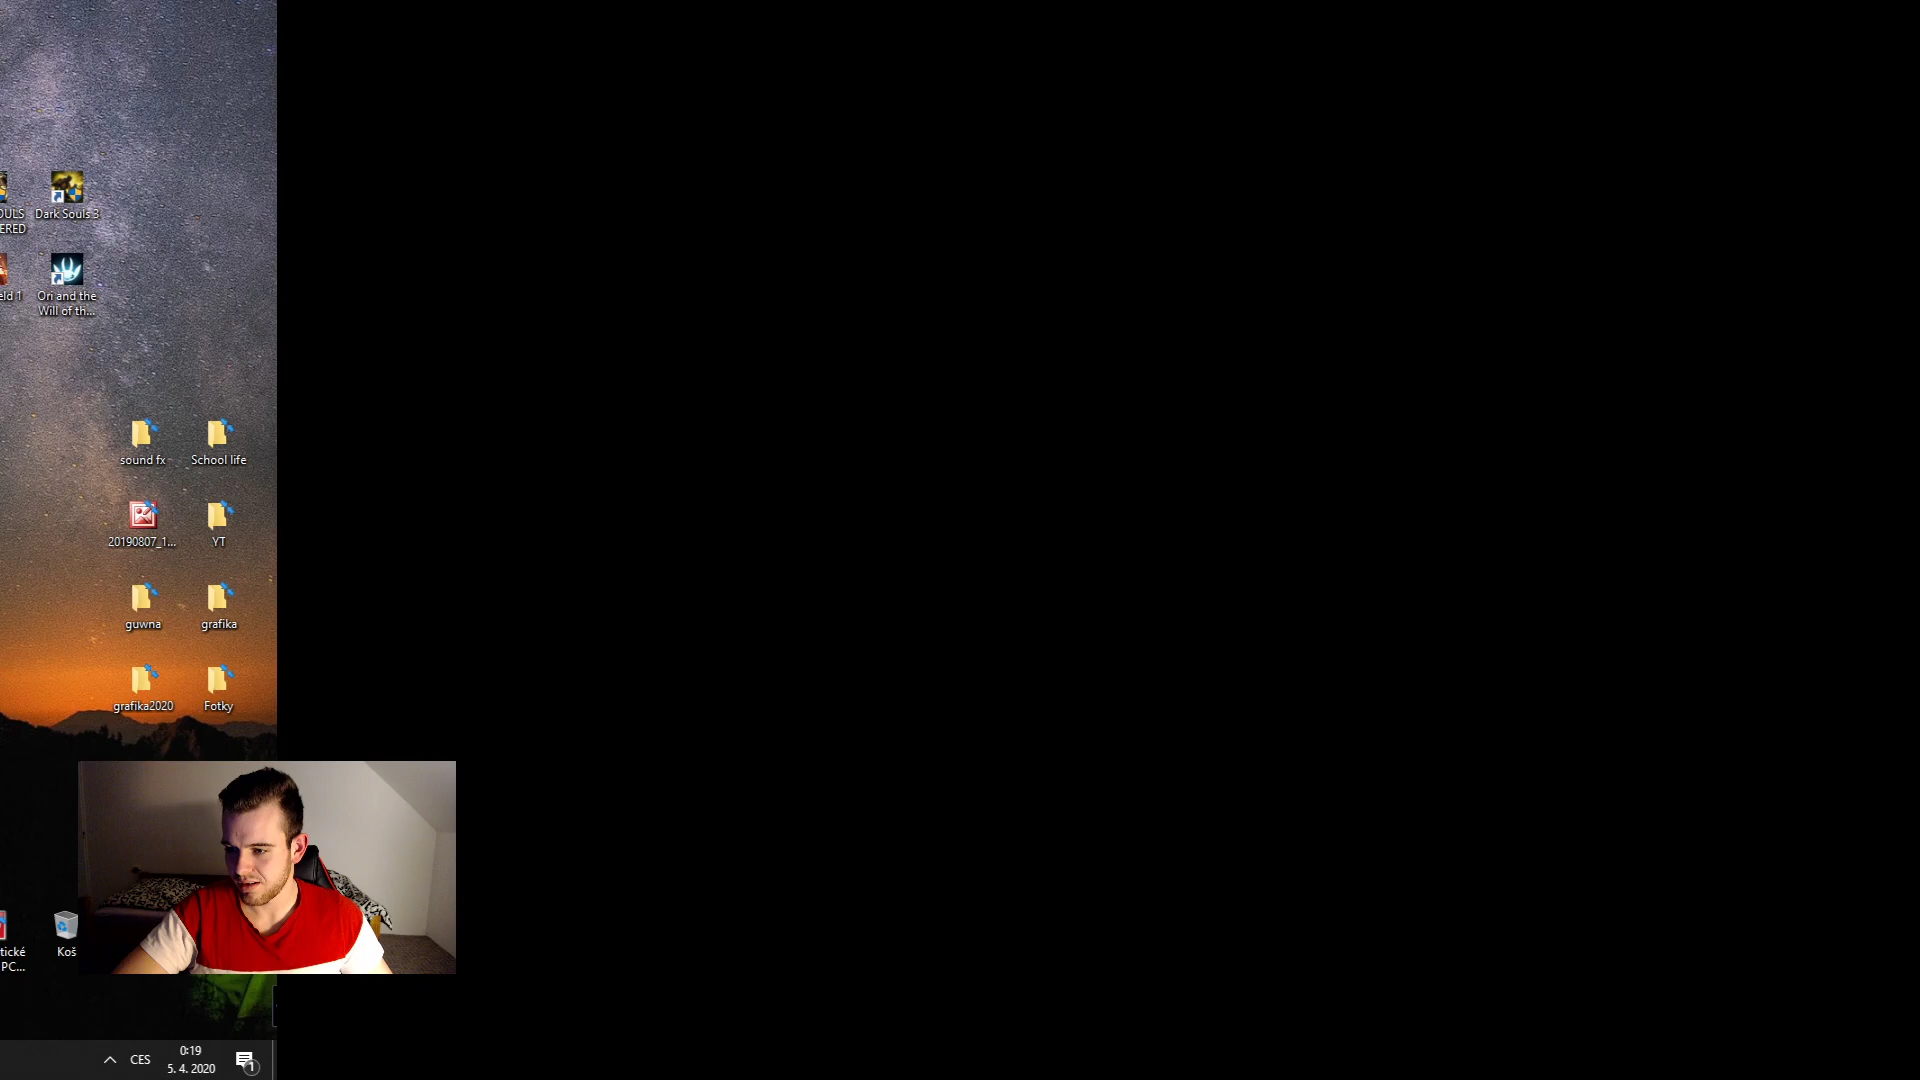 OULS
ERED
Dark Souls 3
eld 1
Ori and the
Will of th...
sound fx
School life
20190807_1...
YT
guwna
grafika
grafika2020
Fotky
tické
PC...
Koš
CES
0:19
5. 4. 2020
1